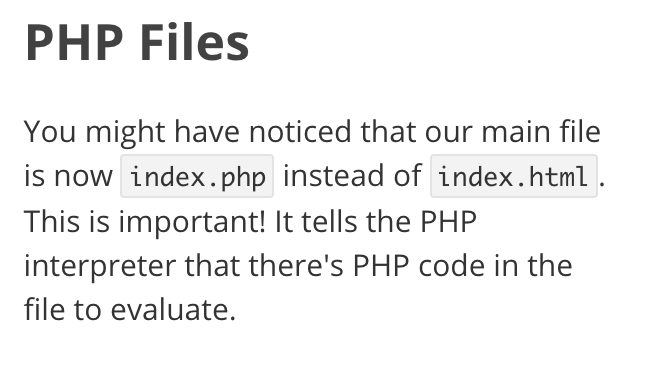 PHP Files
You might have noticed that our main file
is now index.php instead of index.html.
This is important! It tells the PHP
interpreter that there's PHP code in the
file to evaluate.